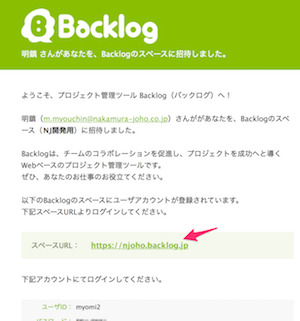 Backlog
明鎭 さんがあなたを、Backlogのスペースに招待しました。
ようこそ、プロジェクト管理ツール Backlog（バックログ）へ！
明鎭（m.myouchin@nakamura-joho.co.jp）さんががあなたを、Backlogのスペ
ース（NJ開発用）に招待しました。
Backlogは、チームのコラボレーションを促進し、プロジェクトを成功へと導く
Webベースのプロジェクト管理ツールです。
ぜひ、あなたのお仕事のお役立てください。
以下のBacklogのスペースにユーザアカウントが登録されています。
下記スペースURLよりログインしてください。
スペースURL： https://njoho.backlog.jp
下記アカウントにてログインしてください。
ユーザID： myomi2